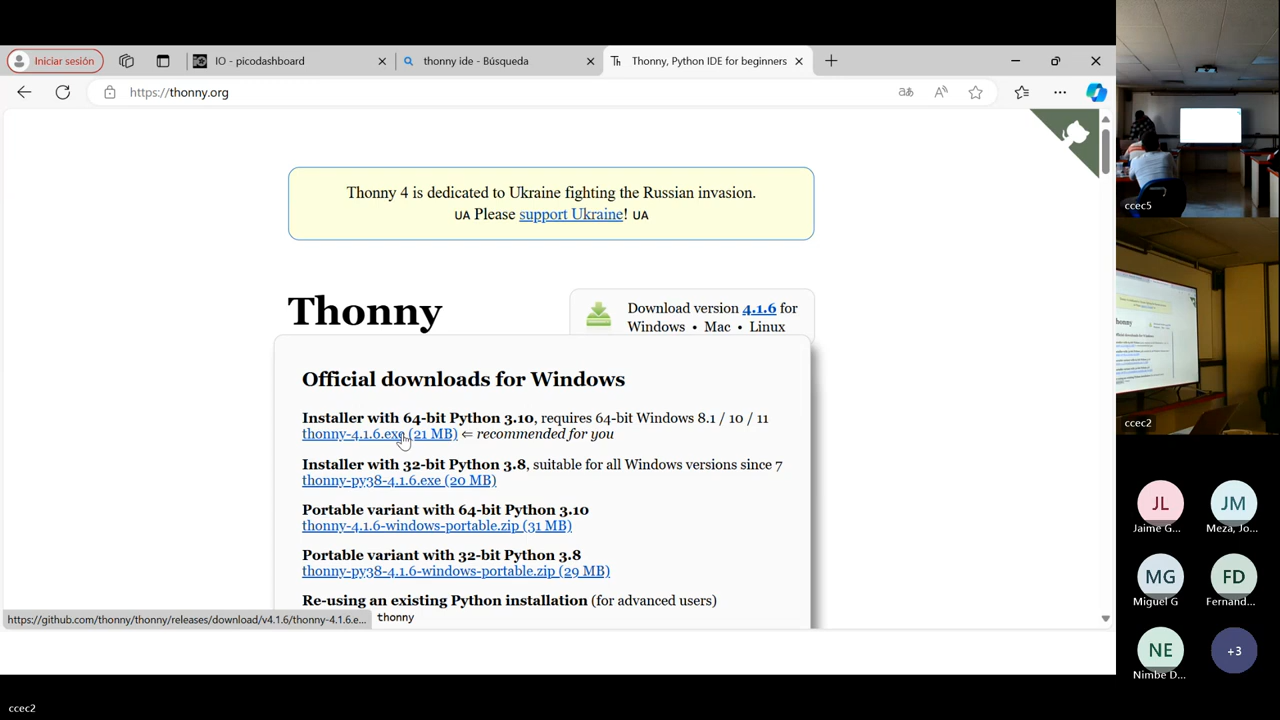 Iniciar sesión
IO - picodashboard
thonny ide - Búsqueda
Th
Thonny, Python IDE for beginners
https://thonny.org
Thonny 4 is dedicated to Ukraine fighting the Russian invasion.
UA Please support Ukraine! UA
Thonny
Download version 4.1.6 for
Windows • Mac • Linux
Official downloads for Windows
Installer with 64-bit Python 3.10, requires 64-bit Windows 8.1 / 10 / 11
thonny-4.1.6.exe (21 MB) ⇐ recommended for you
Installer with 32-bit Python 3.8, suitable for all Windows versions since 7
thonny-py38-4.1.6.exe (20 MB)
Portable variant with 64-bit Python 3.10
thonny-4.1.6-windows-portable.zip (31 MB)
Portable variant with 32-bit Python 3.8
thonny-py38-4.1.6-windows-portable.zip (29 MB)
Re-using an existing Python installation (for advanced users)
https://github.com/thonny/thonny/releases/download/v4.1.6/thonny-4.1.6.e...
thonny
ccec5
ccec2
JL
Jaime G...
JM
Meza, Jo...
MG
Miguel G
FD
Fernand...
NE
Nimbe D...
+3
ccec2